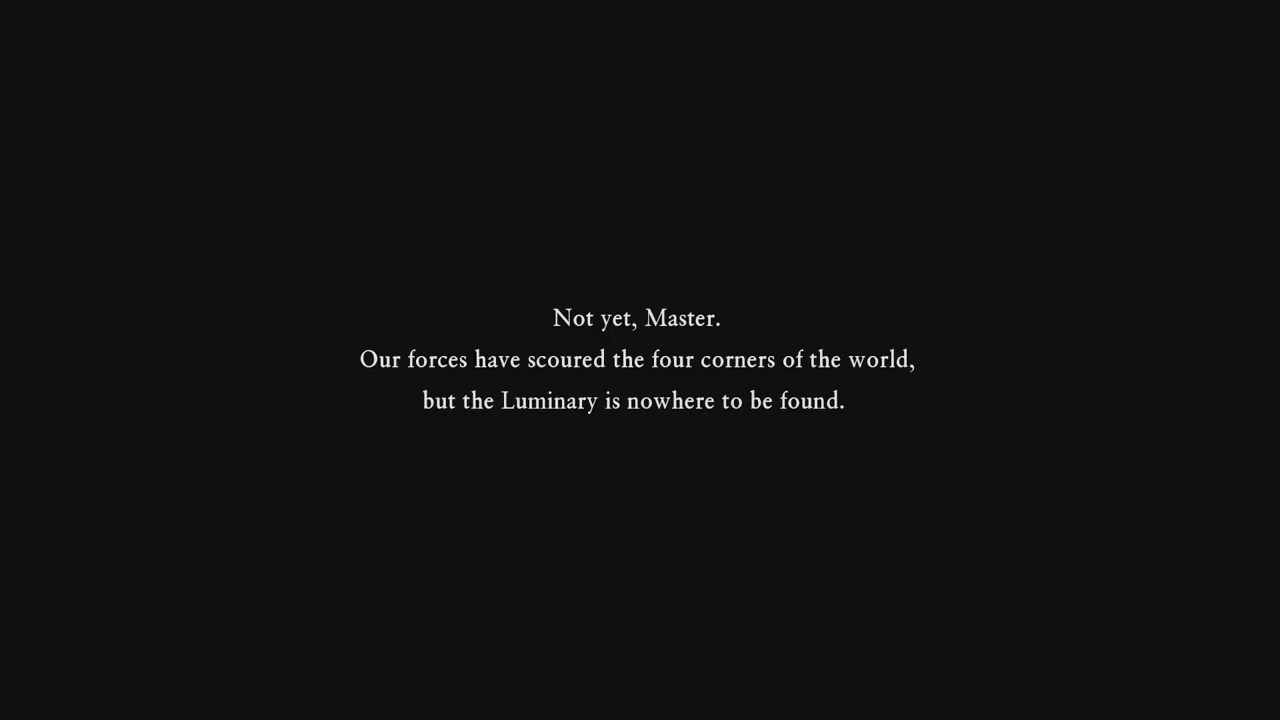 Not yet, Master.
Our forces have scoured the four corners of the world,
but the Luminary is nowhere to be found.